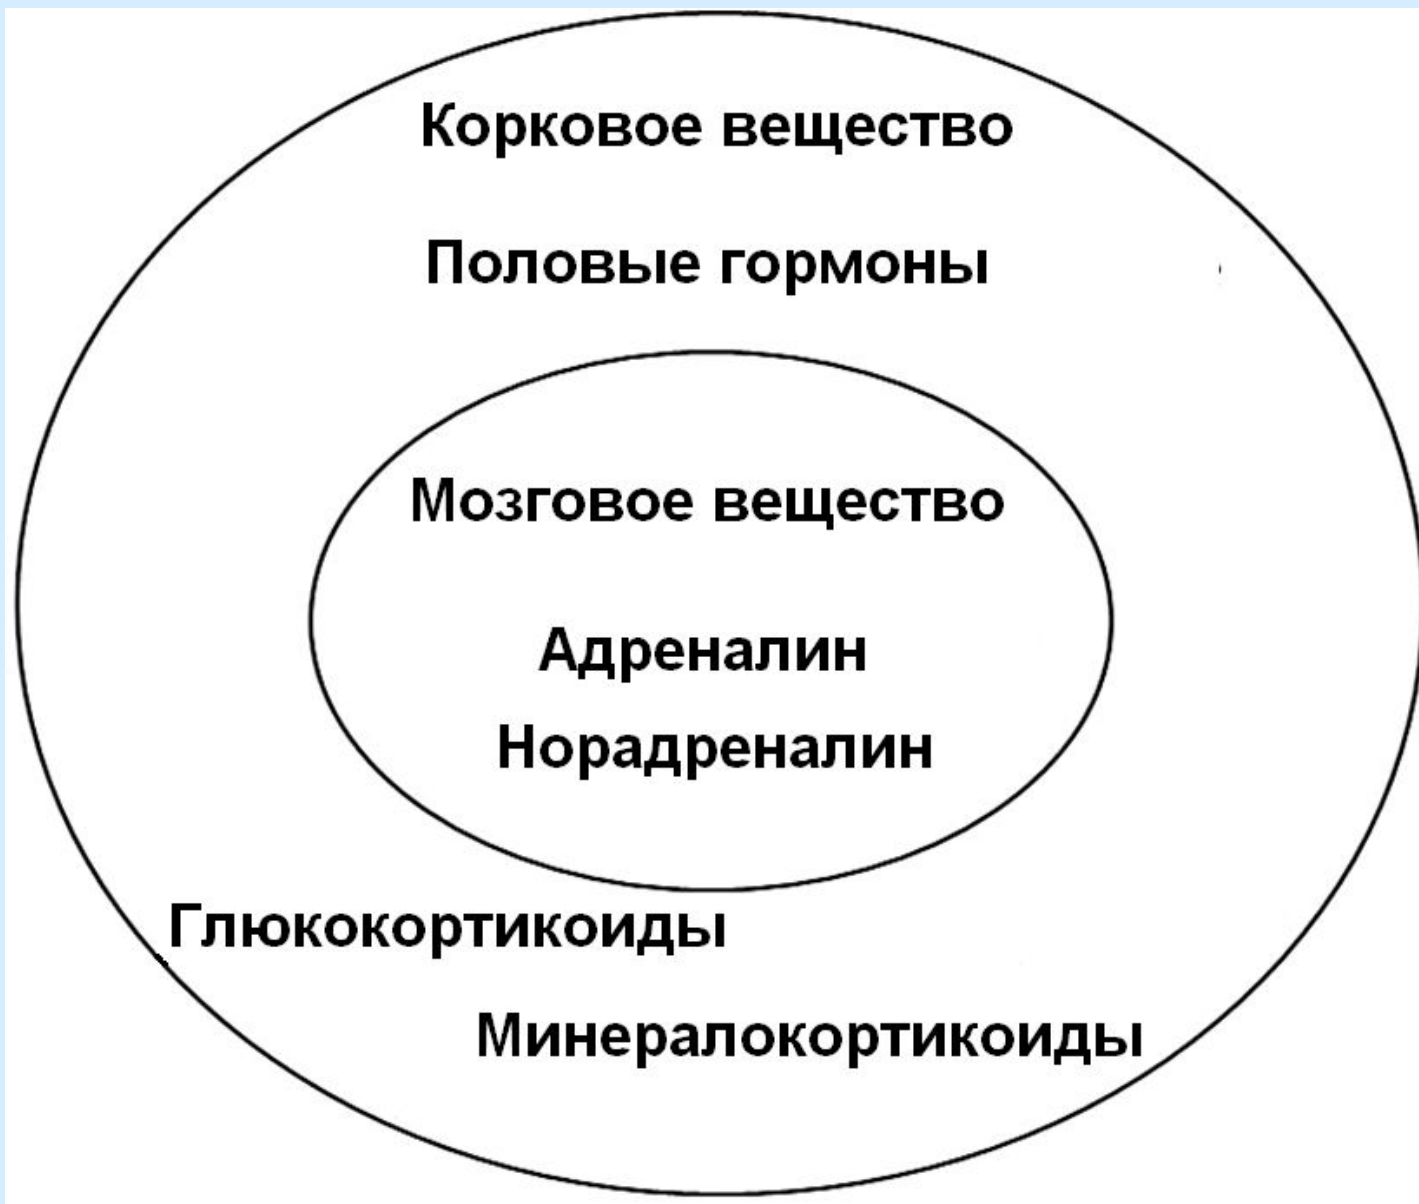 Корковое вещество
Половые гормоны
Мозговое вещество
Адреналин
Норадреналин
Глюкокортикоиды
Минералокортикоиды